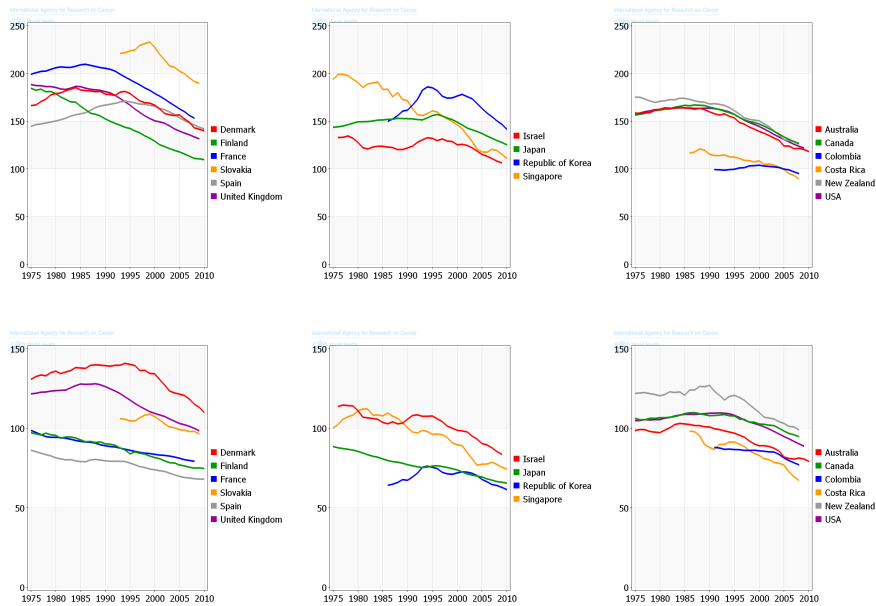 International Agency for Research on Cancer
250
200
150
100
50
0
1975 1980 1985 1990 1995 2000 2005 2010
Denmark
Finland
France
Slovakia
Spain
United Kingdom
International Agency for Research on Cancer
250
200
150
100
50
0
1975 1980 1985 1990 1995 2000 2005 2010
Israel
Japan
Republic of Korea
Singapore
International Agency for Research on Cancer
250
200
150
100
50
0
1975 1980 1985 1990 1995 2000 2005 2010
Australia
Canada
Colombia
Costa Rica
New Zealand
USA
International Agency for Research on Cancer
150
100
50
0
1975 1980 1985 1990 1995 2000 2005 2010
Denmark
Finland
France
Slovakia
Spain
United Kingdom
International Agency for Research on Cancer
150
100
50
0
1975 1980 1985 1990 1995 2000 2005 2010
Israel
Japan
Republic of Korea
Singapore
International Agency for Research on Cancer
150
100
50
0
1975 1980 1985 1990 1995 2000 2005 2010
Australia
Canada
Colombia
Costa Rica
New Zealand
USA